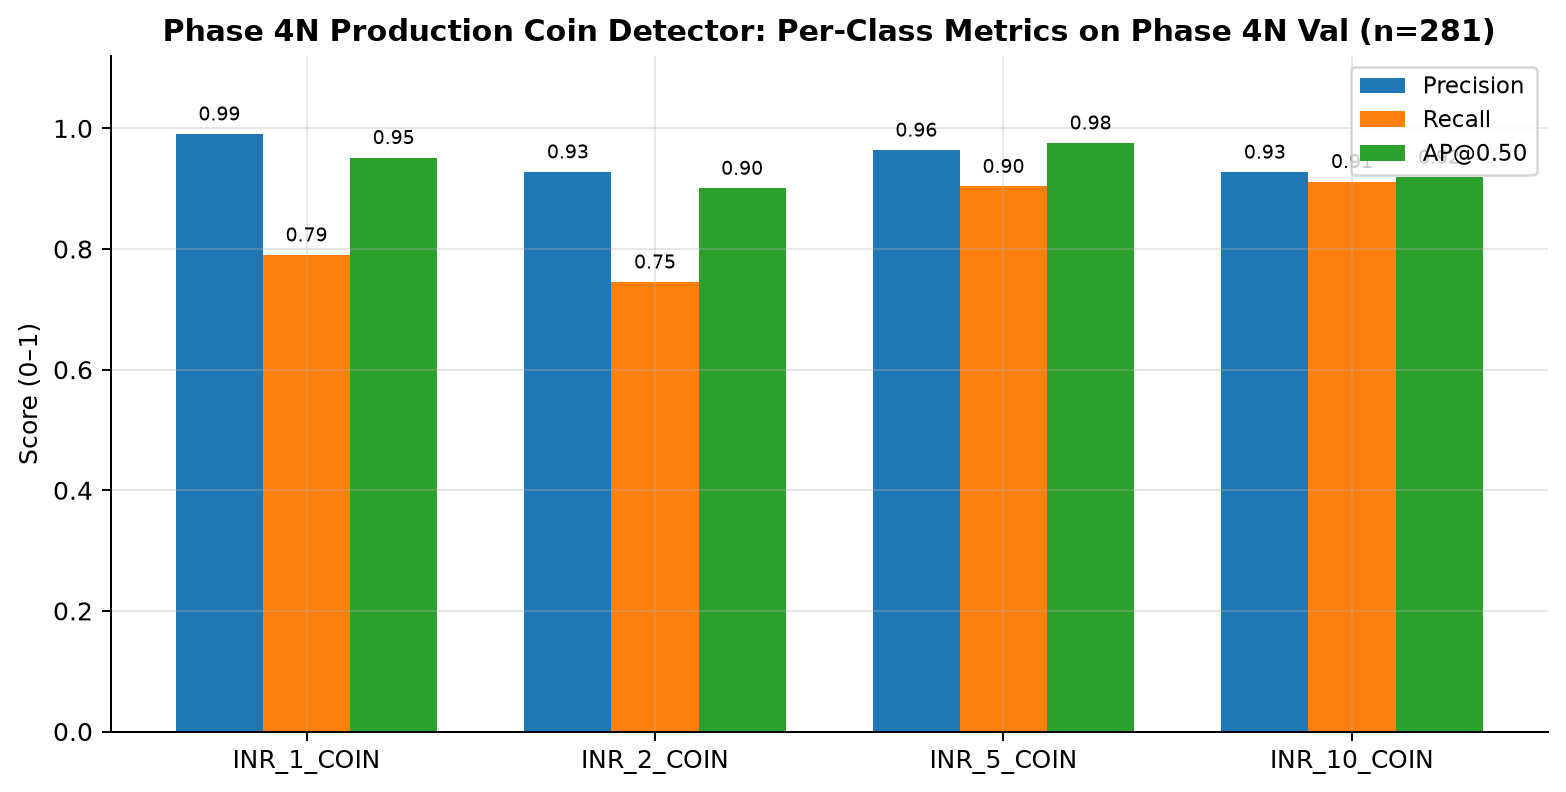 Phase 4N Production Coin Detector: Per-Class Metrics on Phase 4N Val (n=281)
Precision
Recall
AP@0.50
Score (0–1)
1.0
0.8
0.6
0.4
0.2
0.0
0.99
0.79
0.95
0.93
0.75
0.90
0.96
0.90
0.98
0.93
0.91
INR_1_COIN
INR_2_COIN
INR_5_COIN
INR_10_COIN